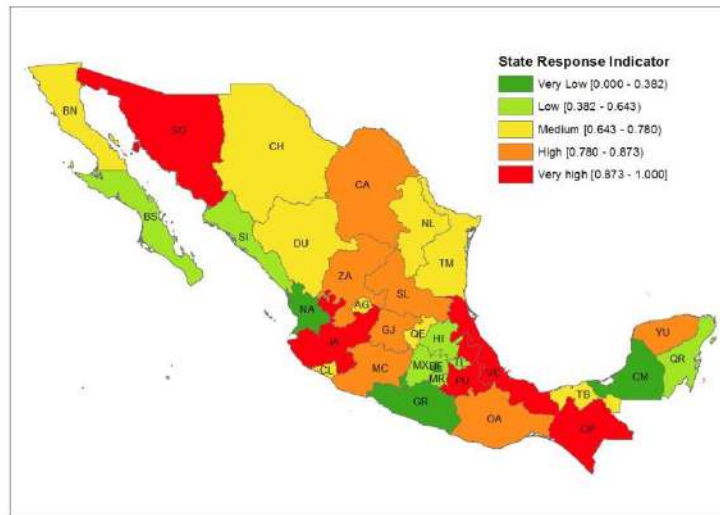 State Response Indicator
Very Low [0.000 - 0.382)
Low [0.382 - 0.643)
Medium [0.643 - 0.780)
High [0.780 - 0.873)
Very high [0.873 - 1.000]
BN
SO
CH
CA
BS
SI
DU
NL
TM
ZA
SL
NA
AG
JA
GJ
QE
HI
CL
MC
MX
DF
TL
MR
PU
VE
GR
OA
TB
CP
CM
YU
QR